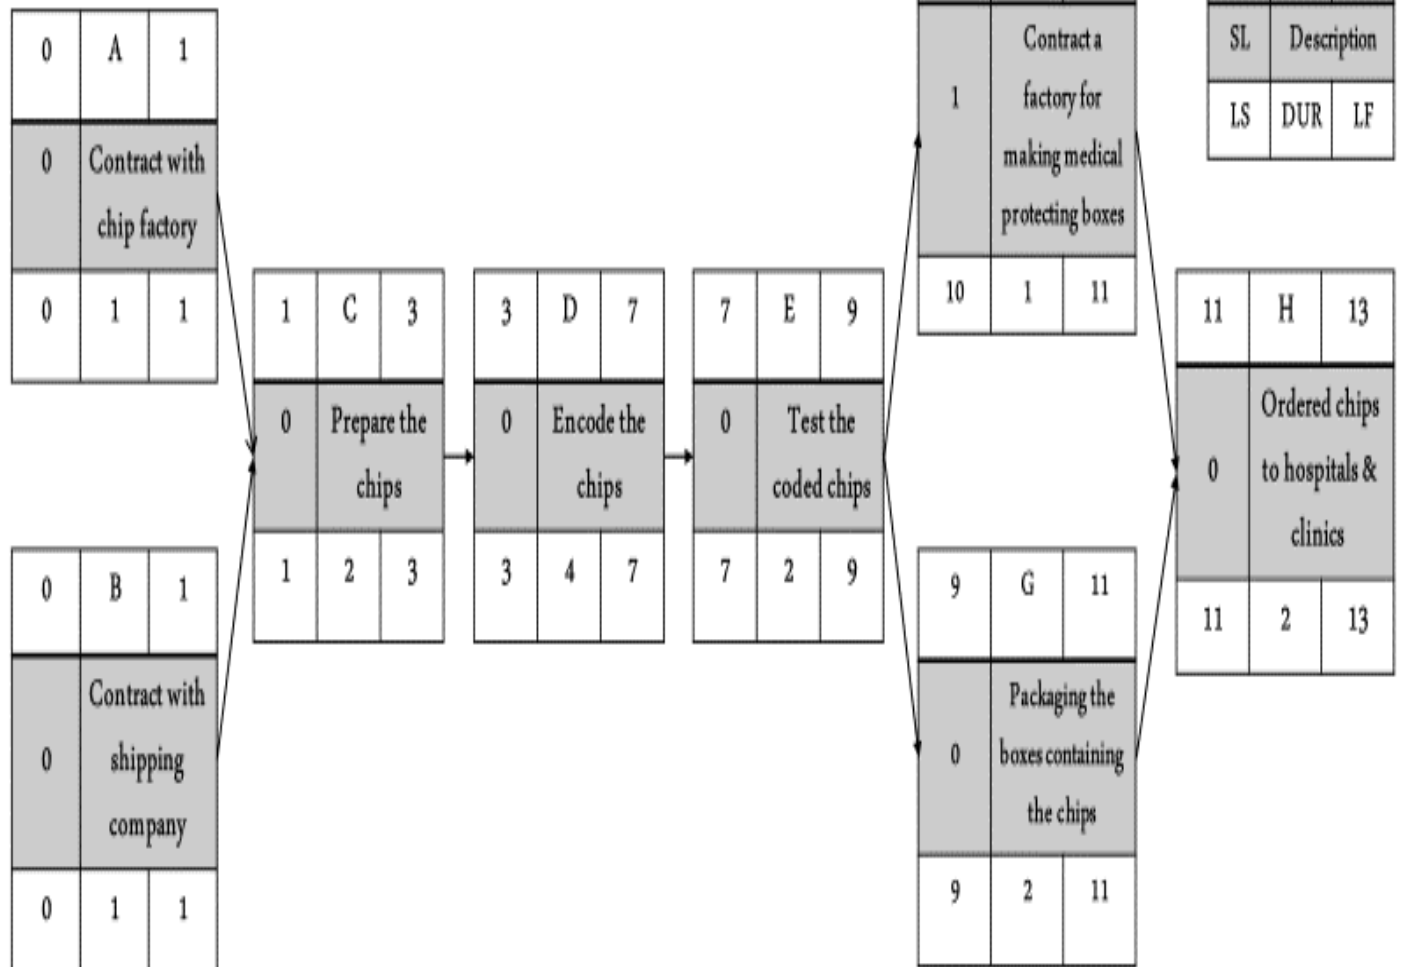 0 A 1
0 Contract with
chip factory
0 1 1
0 B 1
Contract with
0 shipping
company
0 1 1
1 C 3
0 Prepare the
chips
1 2 3
3 D 7
0 Encode the
chips
3 4 7
7 E 9
0 Test the
coded chips
7 2 9
Contract a
1 factory for
making medical
protecting boxes
10 1 11
9 G 11
Packaging the
0 boxes containing
the chips
9 2 11
11 H 13
Ordered chips
0 to hospitals &
clinics
11 2 13
SL Description
LS DUR LF